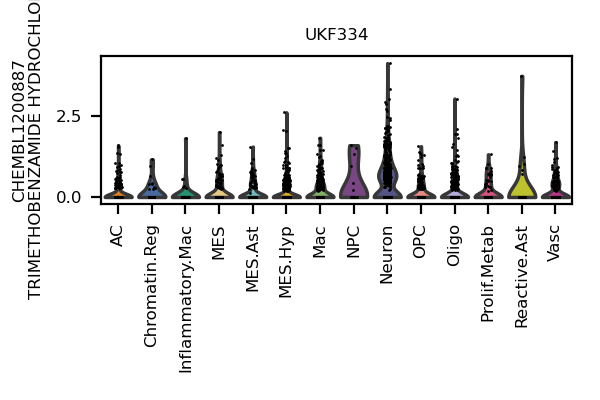 UKF334
CHEMBL1200887
TRIMETHOBENZAMIDE HYDROCHLO
2.5
0.0
AC
Chromatin.Reg
Inflammatory.Mac
MES
MES.Ast
MES.Hyp
Mac
NPC
Neuron
OPC
Oligo
Prolif.Metab
Reactive.Ast
Vasc